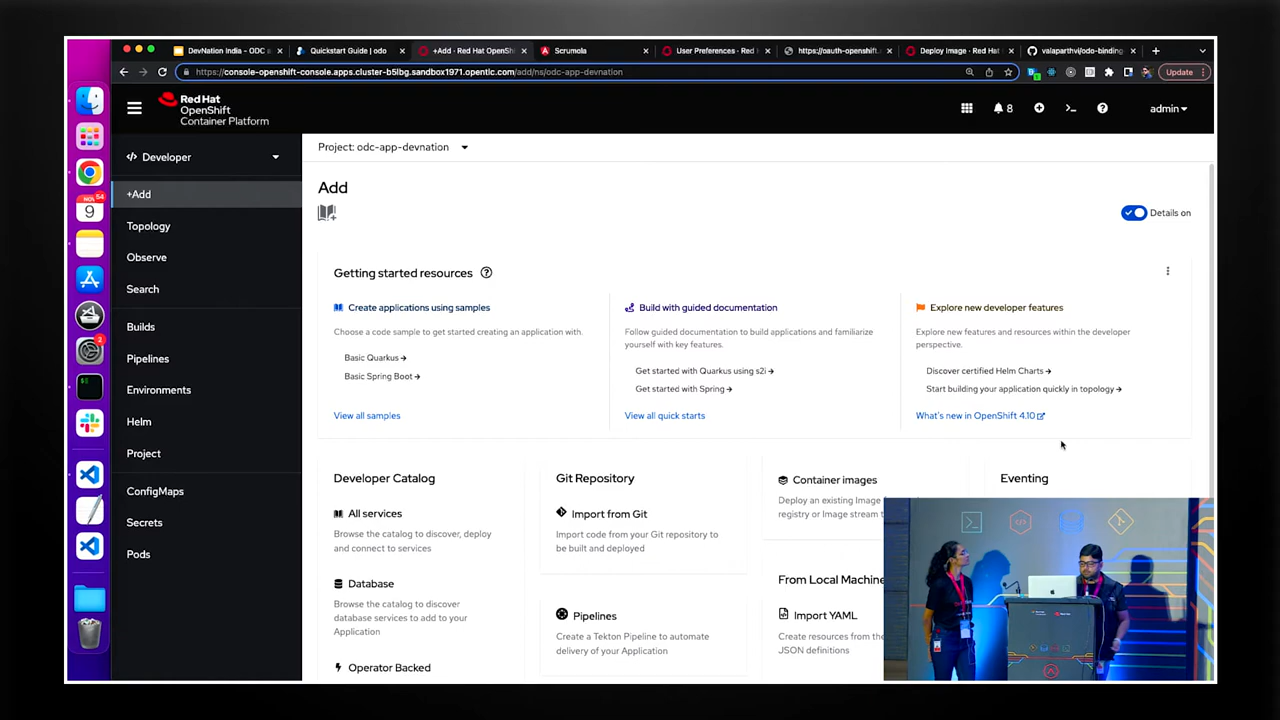 DevNation India - ODC
Quickstart Guide | odo
+Add · Red Hat OpenShi
Scrumola
User Preferences · Red
https://oauth-openshift.
Deploy Image · Red Hat
valaparthvi/odo-binding
https://console-openshift-console.apps.cluster-b5lbg.sandbox1971.opentlc.com/add/ns/odc-app-devnation
Update
Red Hat
OpenShift
Container Platform
8
admin
NOV
54
9
2
Developer
+Add
Topology
Observe
Search
Builds
Pipelines
Environments
Helm
Project
ConfigMaps
Secrets
Pods
Project: odc-app-devnation
Add
Details on
Getting started resources
Create applications using samples
Choose a code sample to get started creating an application with.
Basic Quarkus
Basic Spring Boot
View all samples
Build with guided documentation
Follow guided documentation to build applications and familiarize
yourself with key features.
Get started with Quarkus using s2i
Get started with Spring
View all quick starts
Explore new developer features
Explore new features and resources within the developer
perspective.
Discover certified Helm Charts
Start building your application quickly in topology
What's new in OpenShift 4.10
Developer Catalog
All services
Browse the catalog to discover, deploy
and connect to services
Database
Browse the catalog to discover
database services to add to your
Application
Operator Backed
Git Repository
Import from Git
Import code from your Git repository to
be built and deployed
Pipelines
Create a Tekton Pipeline to automate
delivery of your Application
Container images
Deploy an existing Image
registry or Image stream t
From Local Machine
Import YAML
Create resources from the
JSON definitions
Eventing